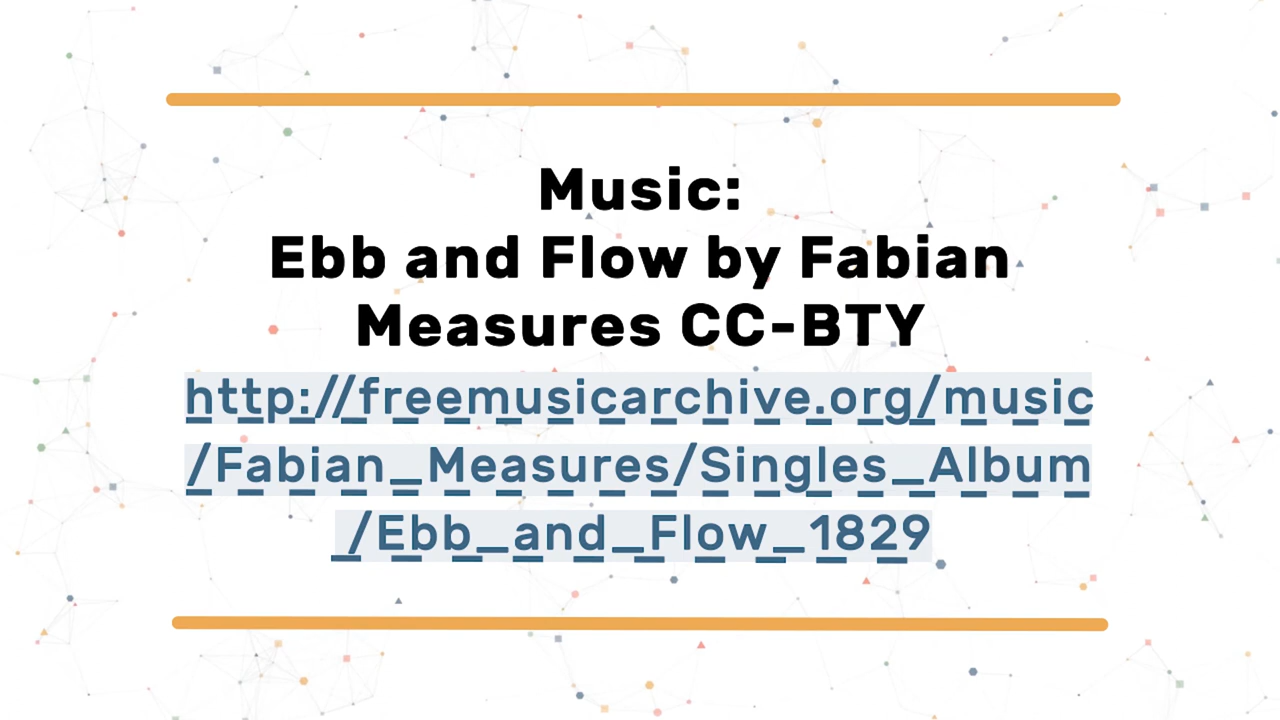 Music:
Ebb and Flow by Fabian
Measures CC-BTY
http://freemusicarchive.org/music
/Fabian_Measures/Singles_Album
/Ebb_and_Flow_1829